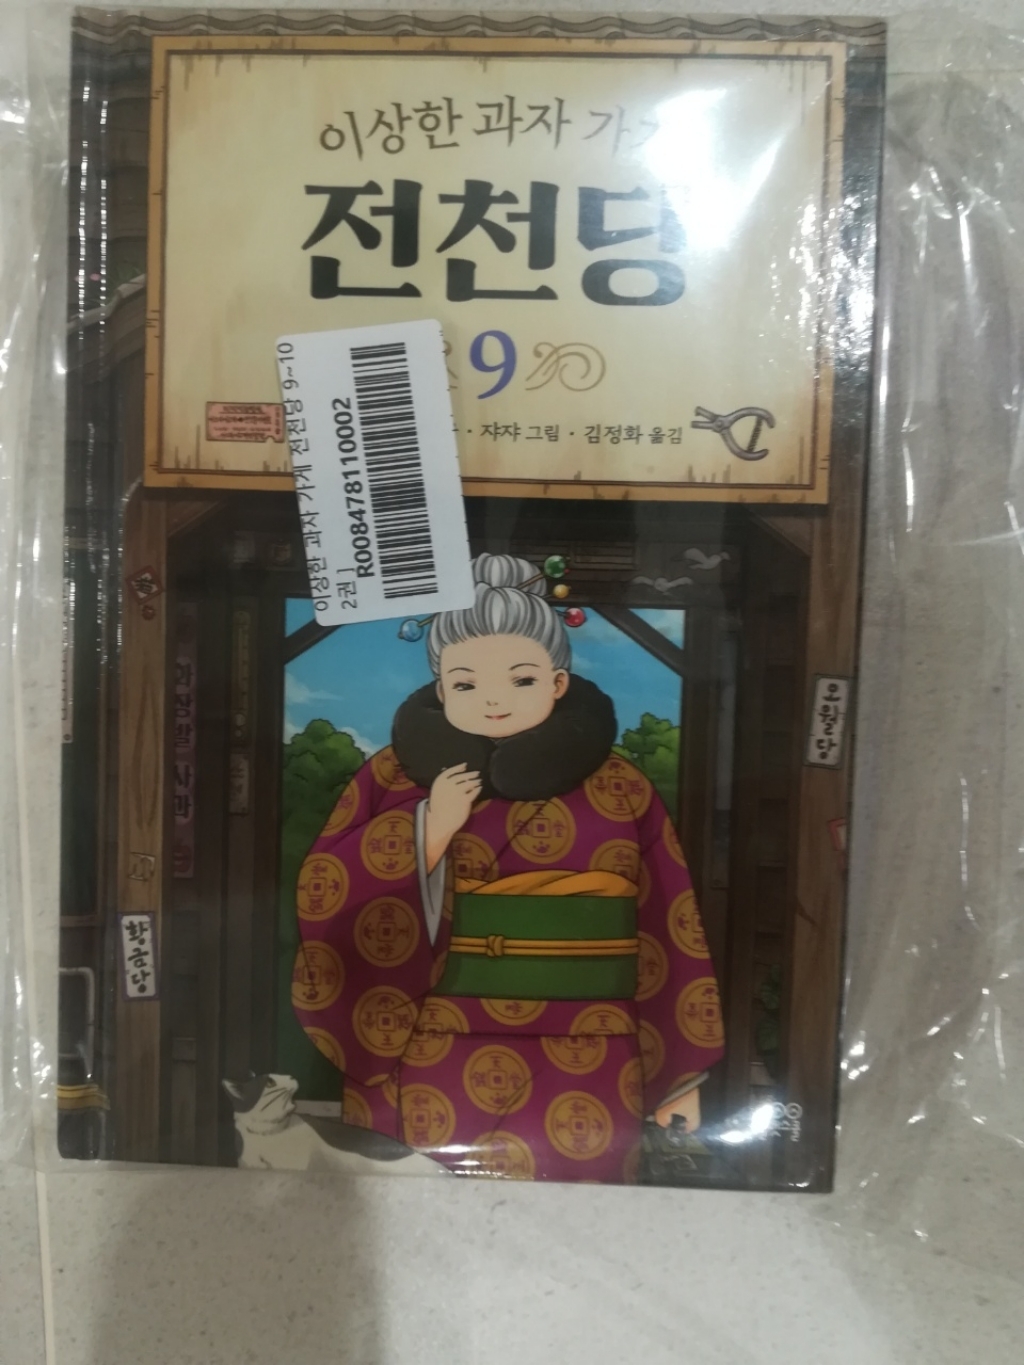 이상한 과자 가게
전천당
9
· 쟈쟈 그림 · 김정화 옮김
이상한 과자 가게 전천당 9~10
2권 ]
R008478110002
오월당
황금당